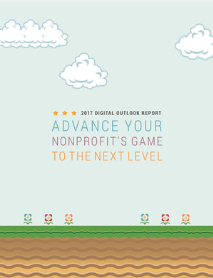 ★ ★ ★ 2017 DIGITAL OUTLOOK REPORT
ADVANCE YOUR
NONPROFIT'S GAME
TO THE NEXT LEVEL